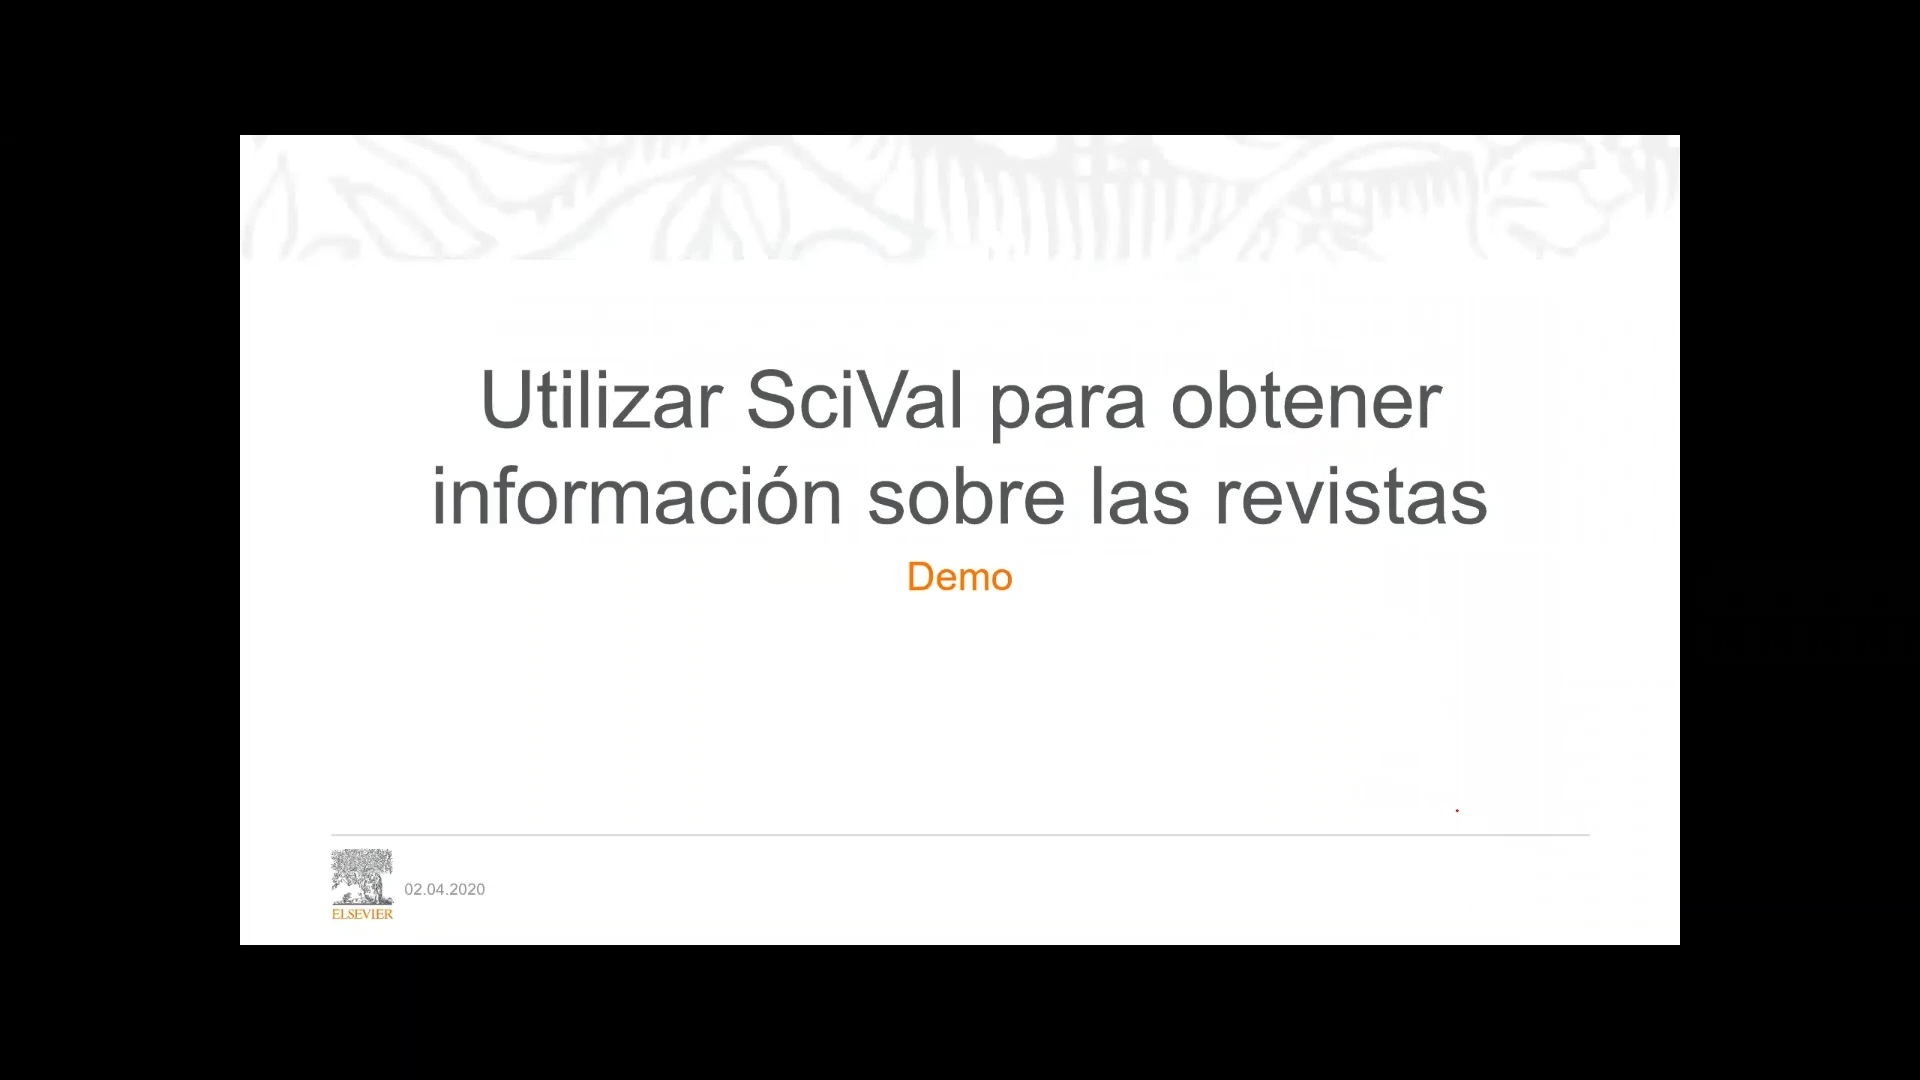 Utilizar SciVal para obtener
información sobre las revistas
Demo
02.04.2020
ELSEVIER